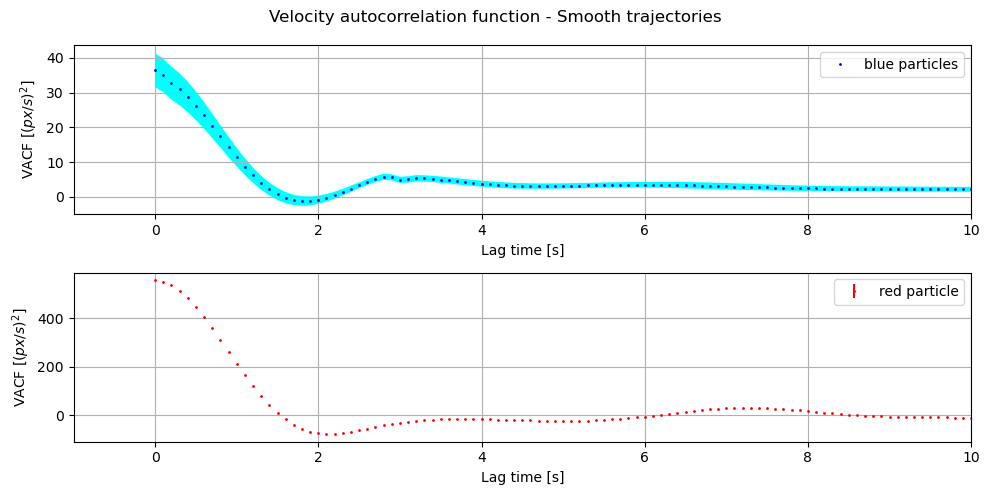 Velocity autocorrelation function - Smooth trajectories
VACF [(px/s)²]
40
30
20
10
0
blue particles
0 2 4 6 8 10
Lag time [s]
VACF [(px/s)²]
400
200
0
red particle
0 2 4 6 8 10
Lag time [s]